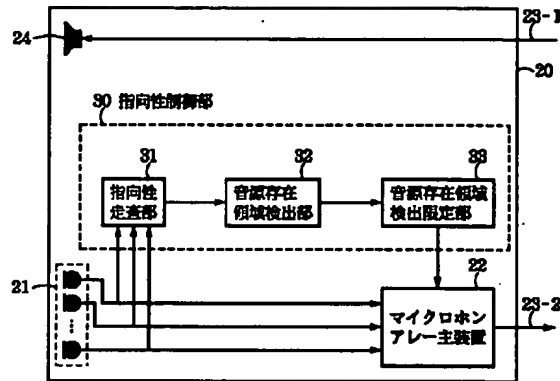 23-1
24
20
30 指向性制御部
31
32
33
指向性
走査部
音源存在
領域検出部
音源存在領域
検出限定部
21
22
マイクロホン
アレー主装置
23-2